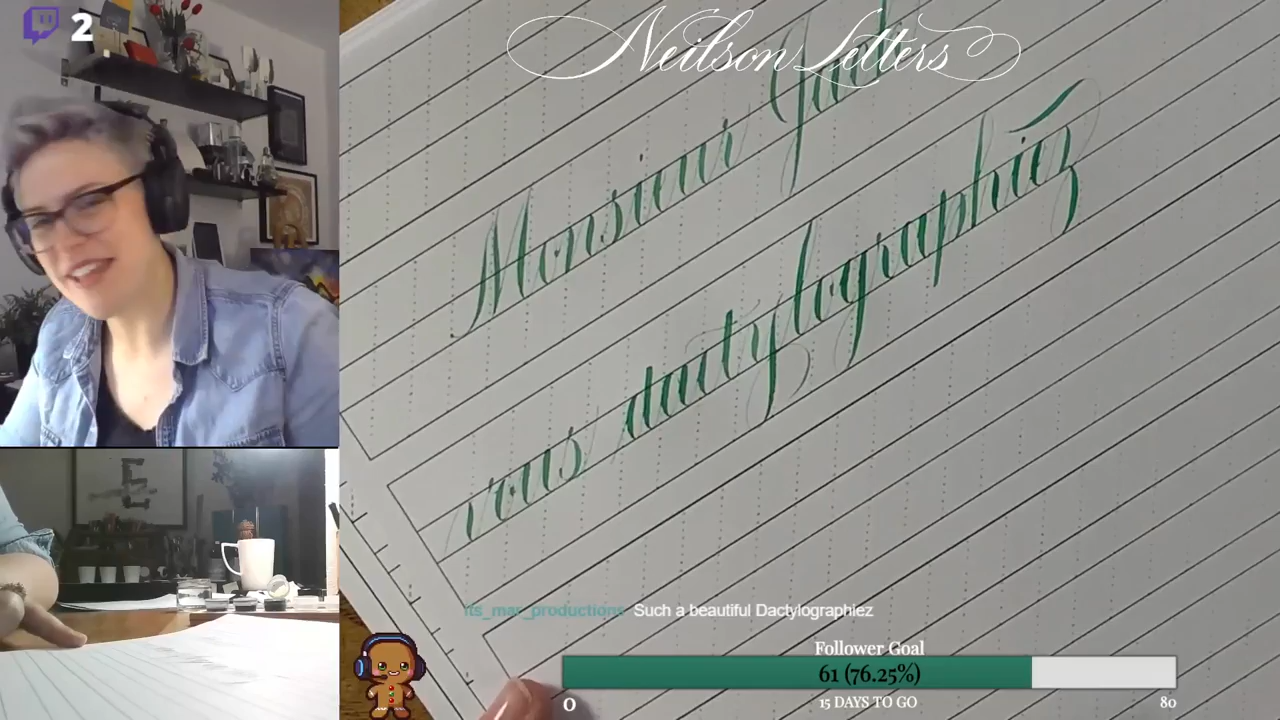 2
Neilson Letters
Monsieur Jack
vous dactylographiez
its_mar_productions Such a beautiful Dactylographiez
Follower Goal
61 (76.25%)
0 15 DAYS TO GO 80
E